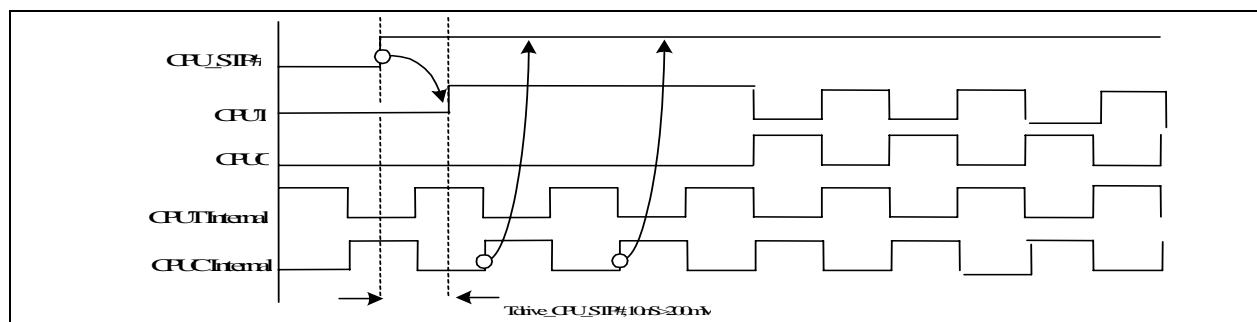 CPU_STP#
CPUT
CPUC
CPUT Internal
CPUC Internal
Tdrive_CPU_STP#,10nS>200mV